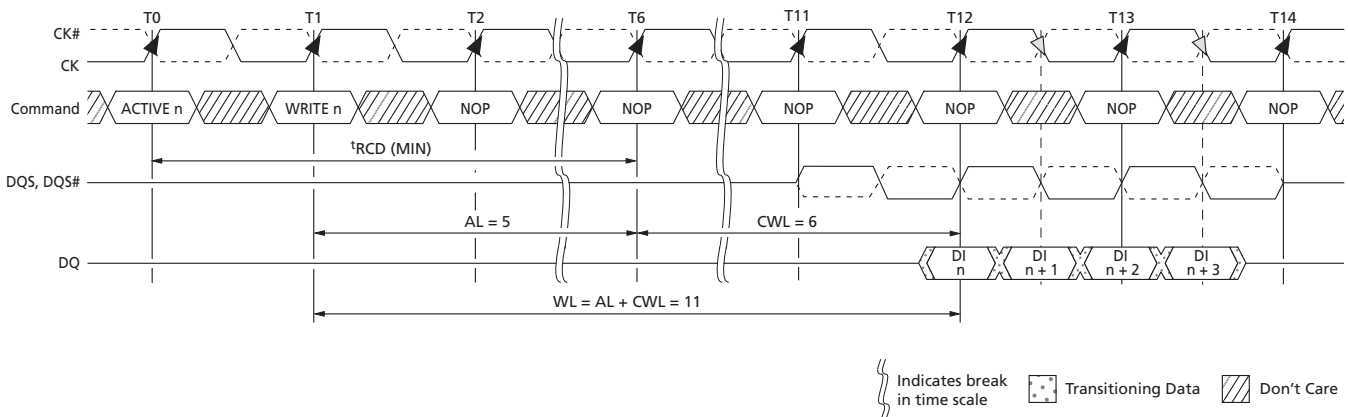 T0 T1 T2 T6 T11 T12 T13 T14
CK#
CK
Command ACTIVE n WRITE n NOP NOP NOP NOP NOP NOP
tRCD (MIN)
DQS, DQS#
AL = 5 CWL = 6
DQ DI n DI n + 1 DI n + 2 DI n + 3
WL = AL + CWL = 11
Indicates break
in time scale
Transitioning Data
Don't Care